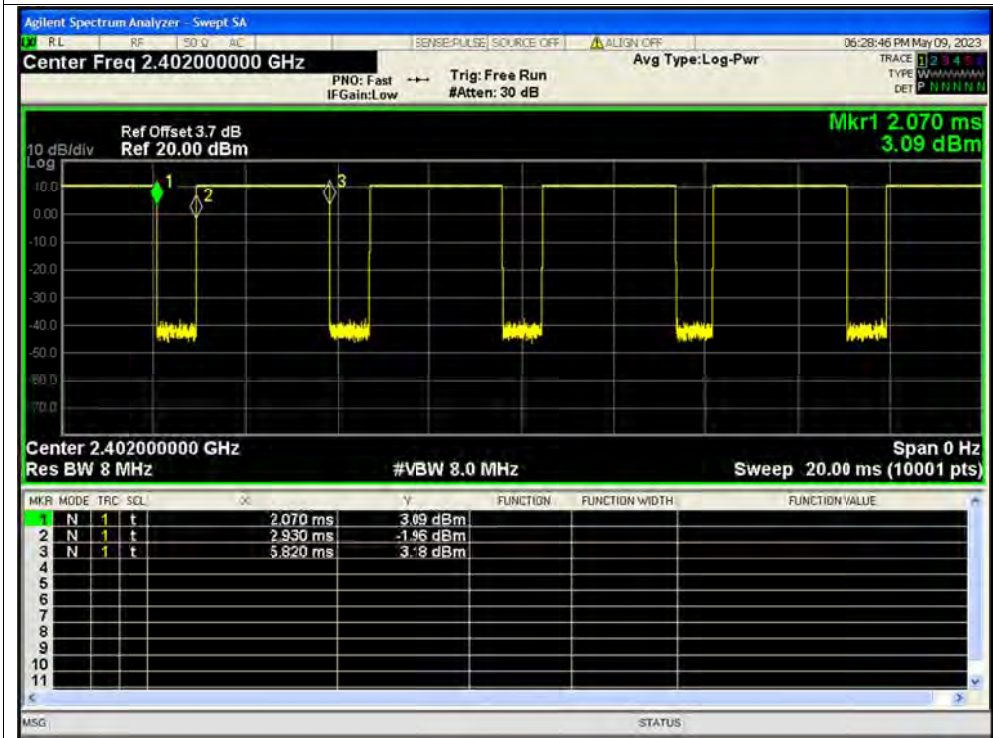 Agilent Spectrum Analyzer - Swept SA
RL RF 50 Ω AC SENSE:PULSE SOURCE OFF ALIGN OFF 06:28:46 PM May 09, 2023
Center Freq 2.402000000 GHz Avg Type:Log-Pwr TRACE 1 2 3 4 5 6
PNO: Fast Trig: Free Run TYPE W
IFGain:Low #Atten: 30 dB DET P N N N N N
Mkr1 2.070 ms
3.09 dBm
Ref Offset 3.7 dB
10 dB/div Ref 20.00 dBm
Log
10.0
0.00
-10.0
-20.0
-30.0
-40.0
-50.0
-60.0
-70.0
1
2
3
Center 2.402000000 GHz Span 0 Hz
Res BW 8 MHz #VBW 8.0 MHz Sweep 20.00 ms (10001 pts)
MKR MODE TRC SCL X Y FUNCTION FUNCTION WIDTH FUNCTION VALUE
1 N 1 t 2.070 ms 3.09 dBm
2 N 1 t 2.930 ms -1.96 dBm
3 N 1 t 5.820 ms 3.18 dBm
4
5
6
7
8
9
10
11
MSG STATUS